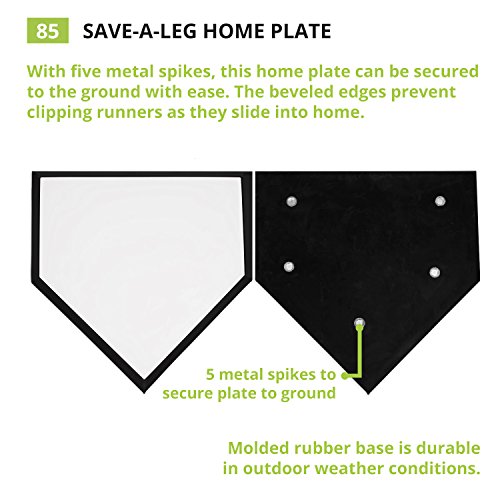 85 SAVE-A-LEG HOME PLATE
With five metal spikes, this home plate can be secured
to the ground with ease. The beveled edges prevent
clipping runners as they slide into home.
5 metal spikes to
secure plate to ground
Molded rubber base is durable
in outdoor weather conditions.